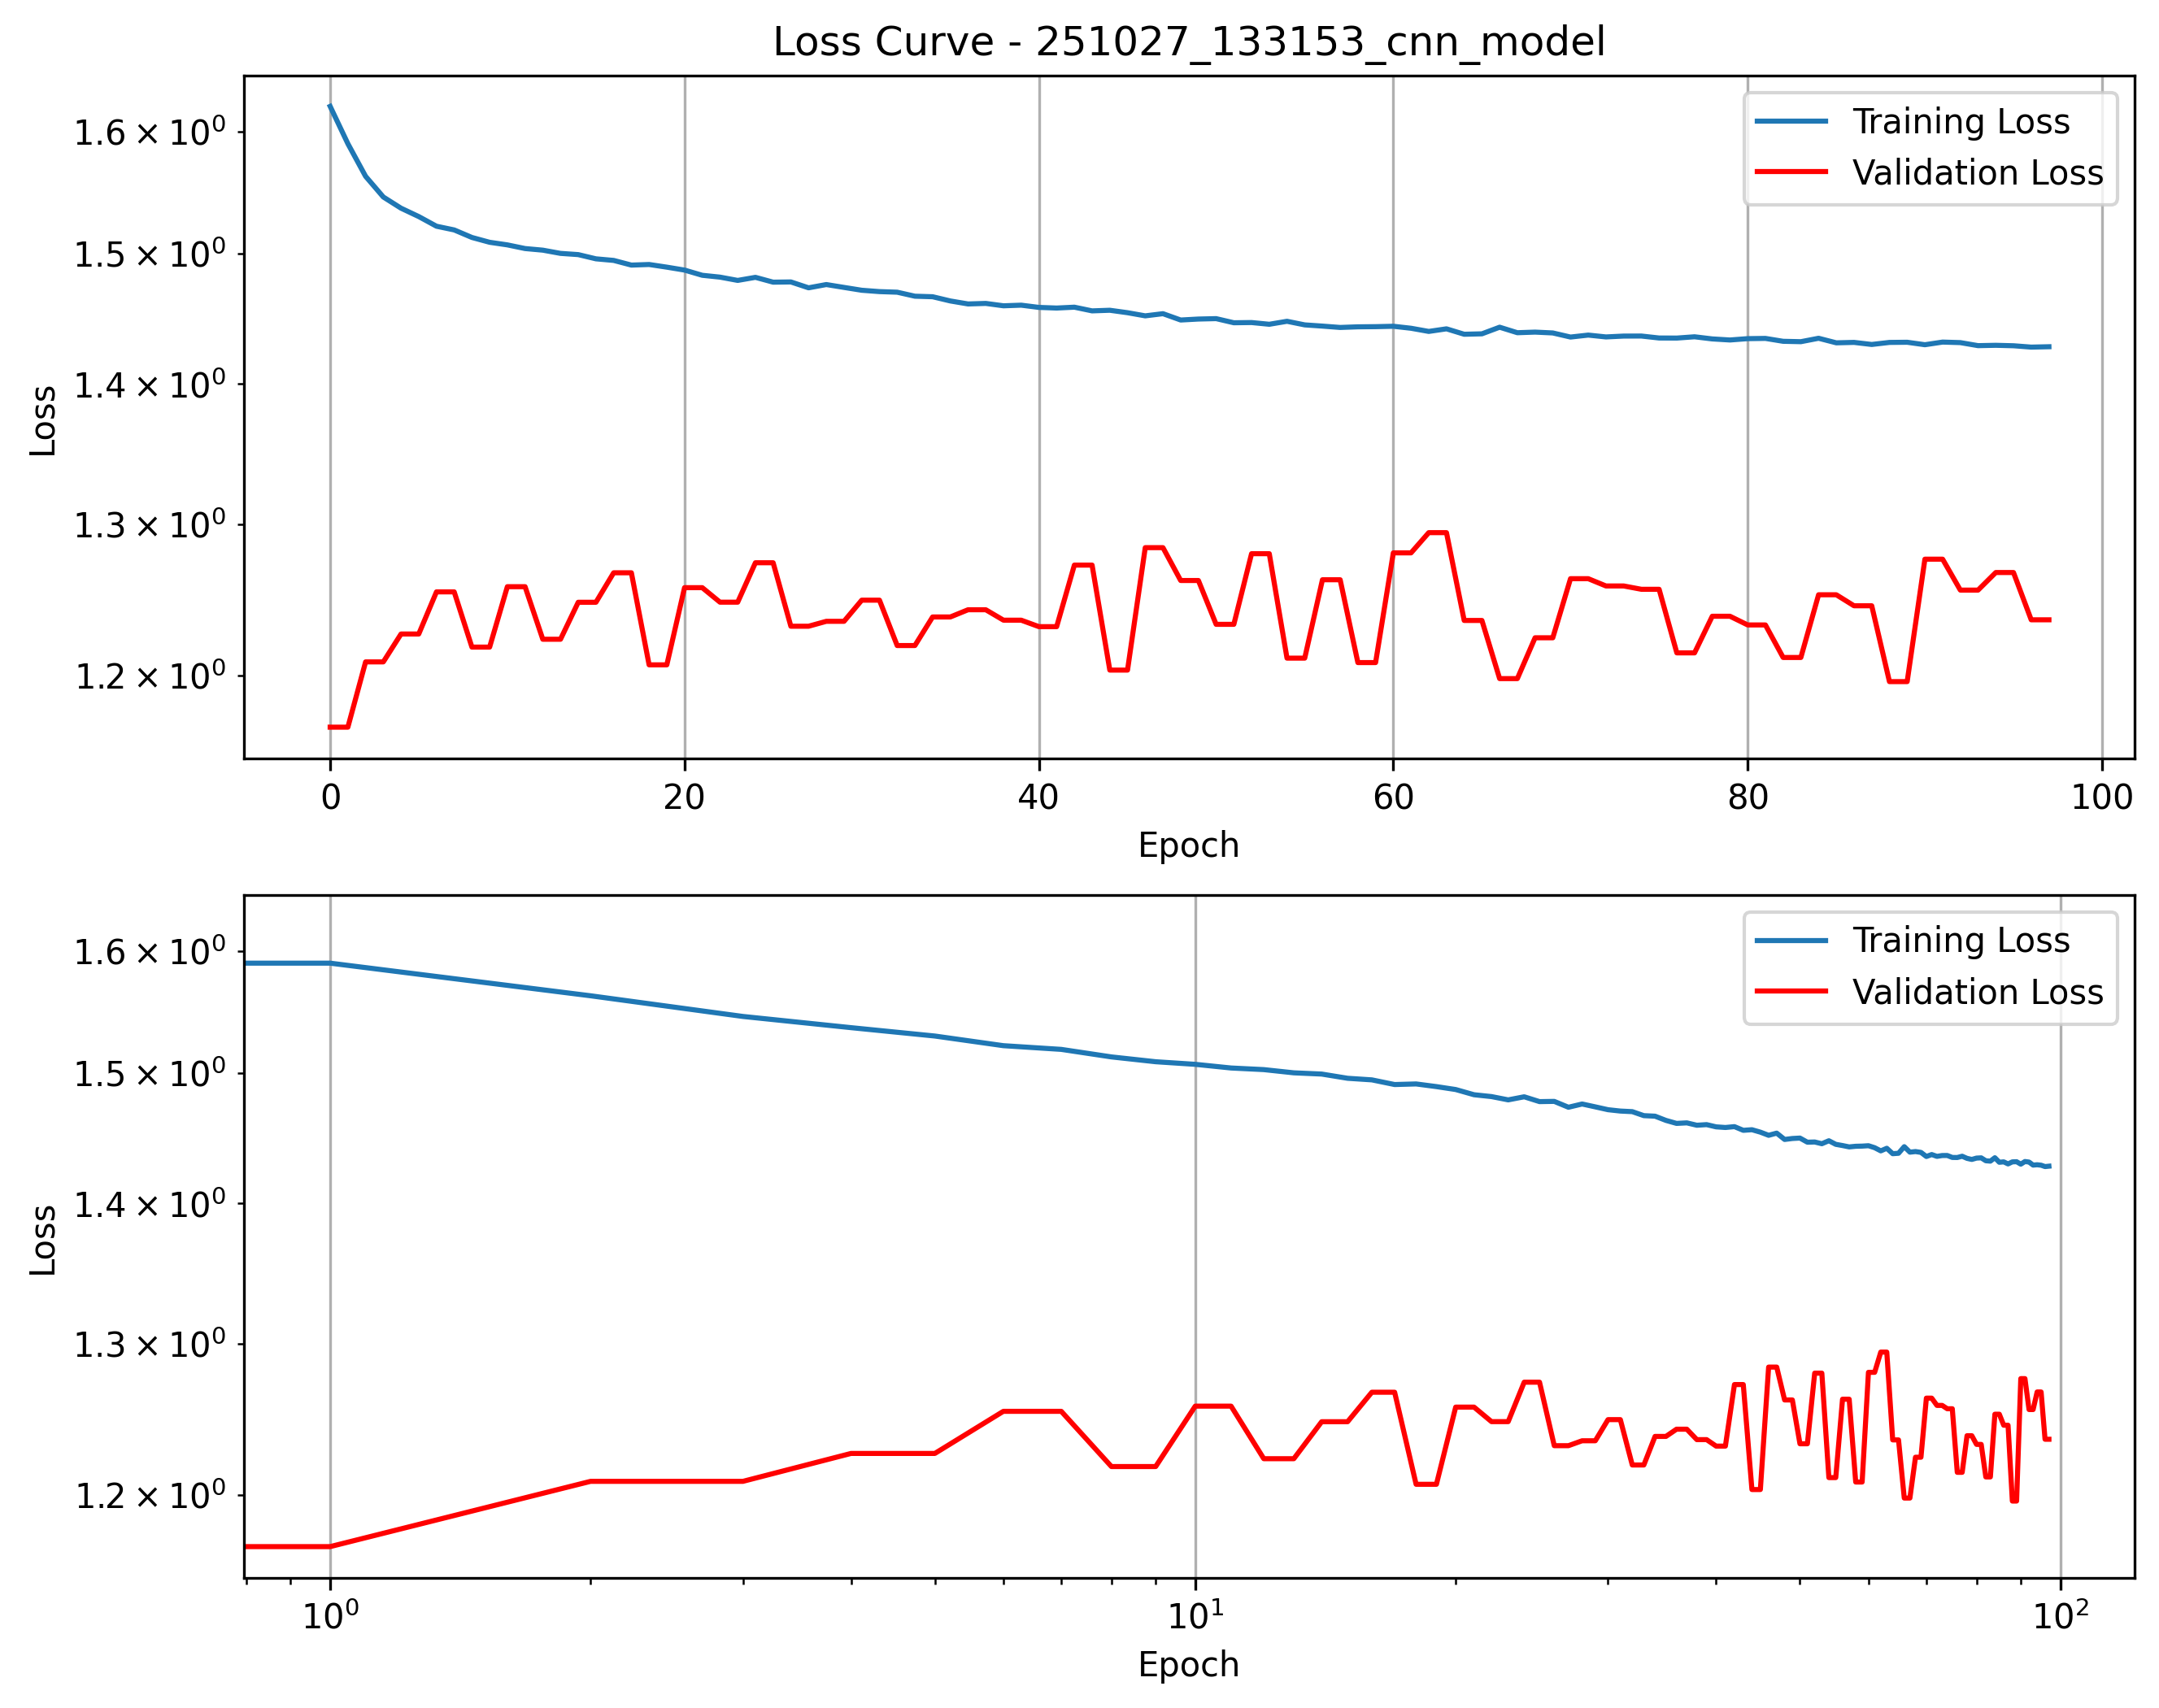 Loss Curve - 251027_133153_cnn_model
Training Loss
Validation Loss
1.6 × 10⁰
1.5 × 10⁰
1.4 × 10⁰
1.3 × 10⁰
1.2 × 10⁰
Loss
0 20 40 60 80 100
Epoch
Training Loss
Validation Loss
1.6 × 10⁰
1.5 × 10⁰
1.4 × 10⁰
1.3 × 10⁰
1.2 × 10⁰
Loss
10⁰ 10¹ 10²
Epoch